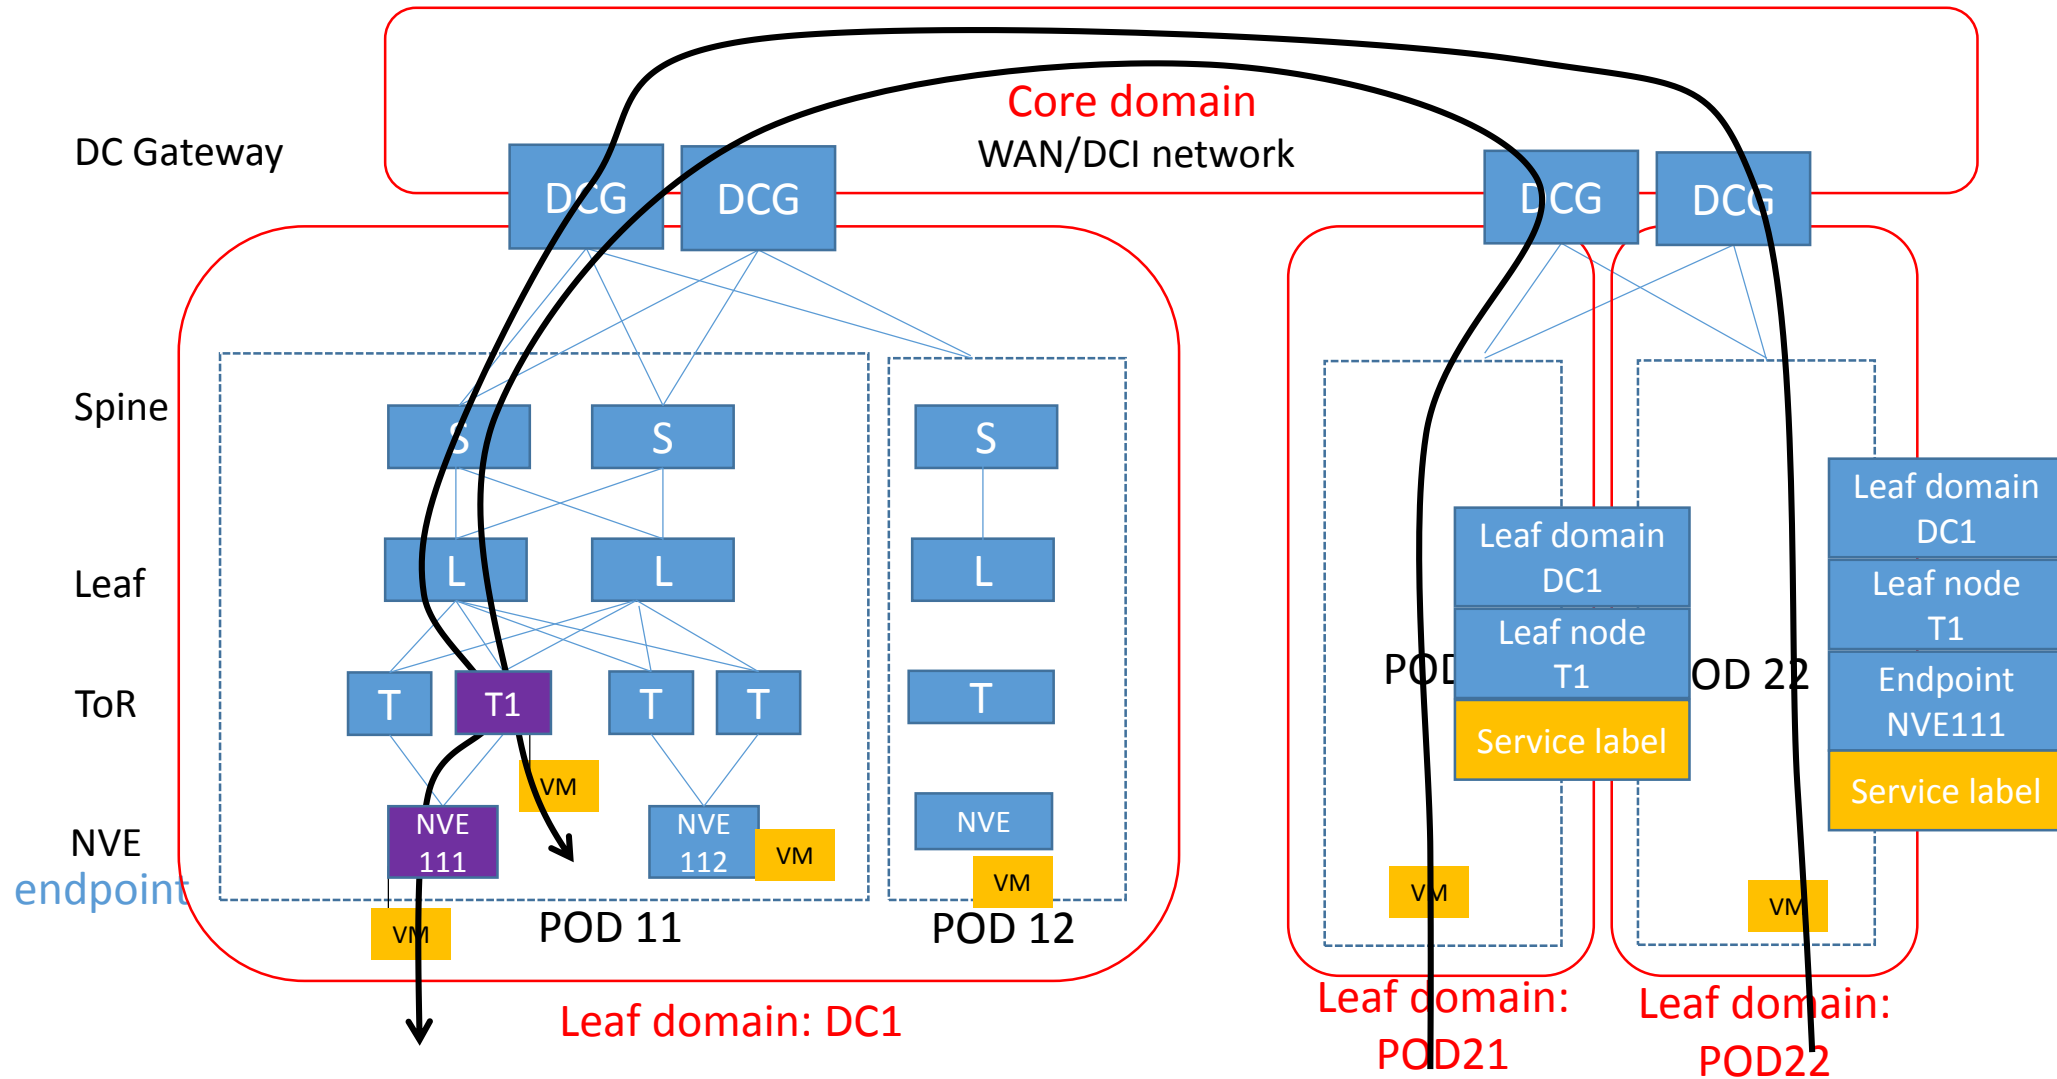 Core domain
WAN/DCI network
DC Gateway
DCG
DCG
DCG
DCG
Spine
S
S
S
Leaf domain
DC1
Leaf node
T1
Endpoint
NVE111
Service label
Leaf domain
DC1
Leaf node
T1
Service label
Leaf
L
L
L
ToR
T
T1
T
T
T
POD
OD 22
VM
NVE
endpoint
NVE
111
NVE
112
VM
NVE
VM
VM
VM
VM
POD 11
POD 12
Leaf domain: DC1
Leaf domain:
POD21
Leaf domain:
POD22